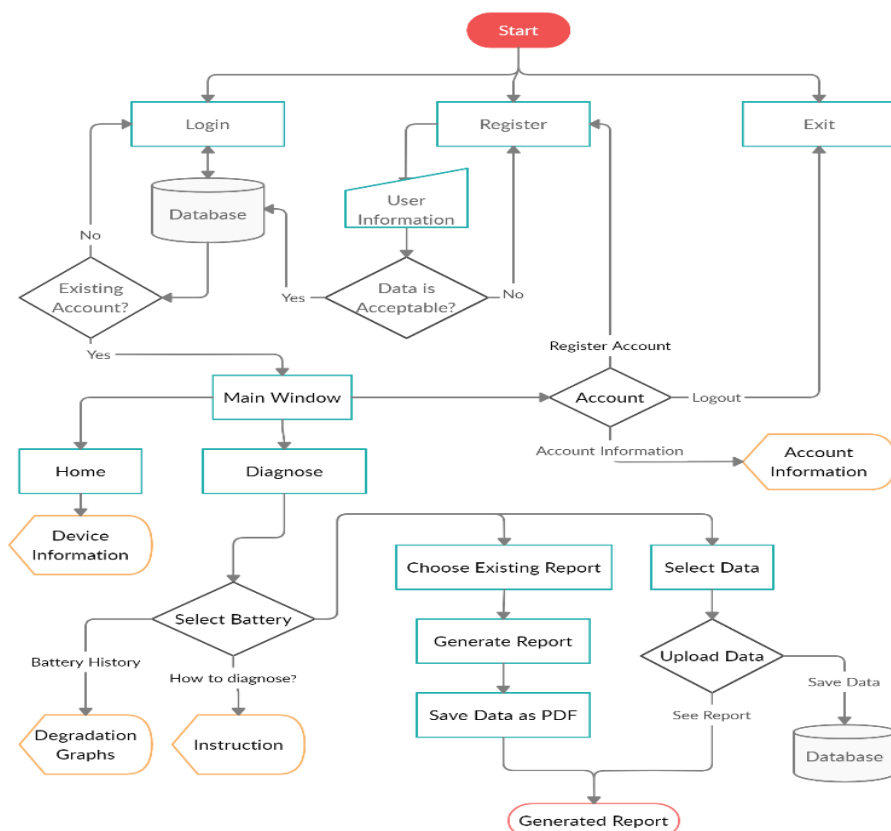 Start
Login
Register
Exit
User
Information
Database
No
Existing
Account?
Yes
Data is
Acceptable?
No
Yes
Register Account
Main Window
Account
Logout
Account Information
Account
Information
Home
Diagnose
Device
Information
Choose Existing Report
Select Data
Select Battery
Generate Report
Upload Data
Battery History
How to diagnose?
Save Data
Save Data as PDF
See Report
Degradation
Graphs
Instruction
Database
Generated Report